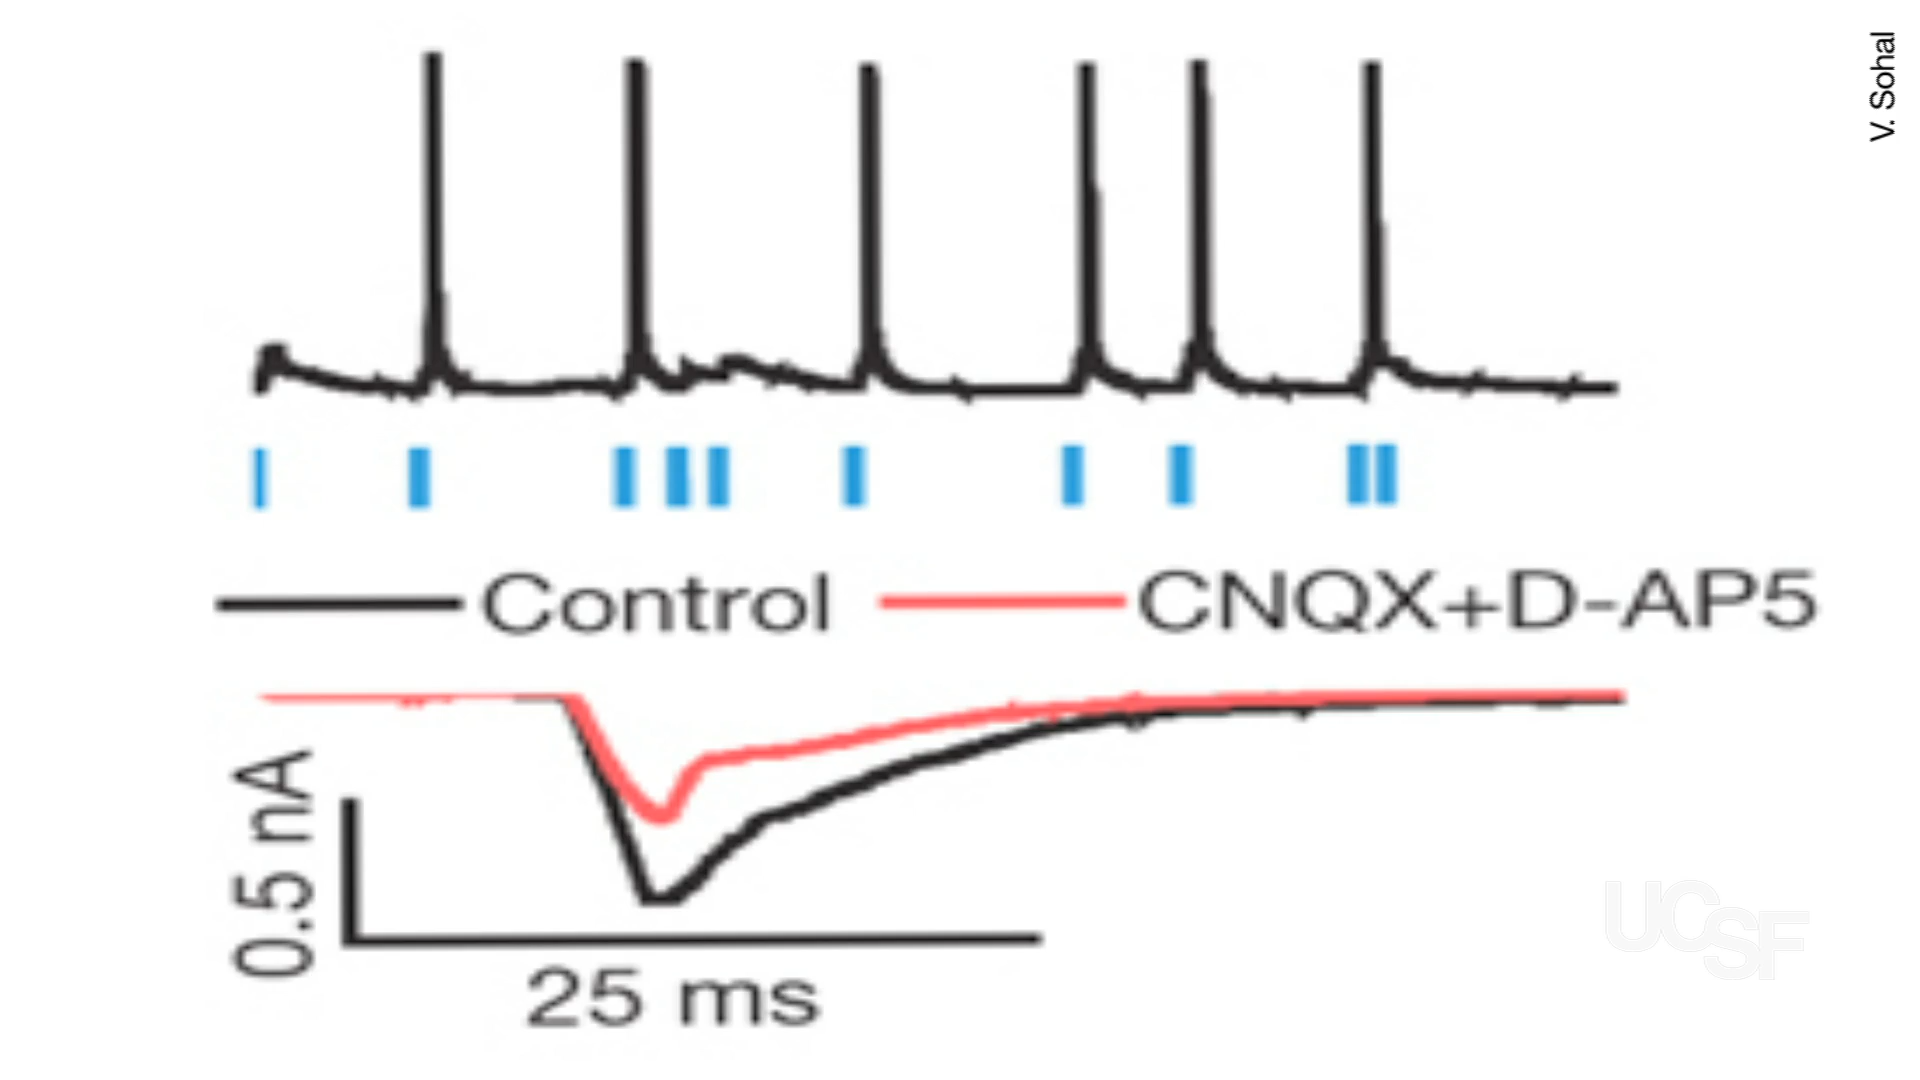 V. Sohal
Control CNQX+D-AP5
0.5 nA
25 ms
UCSF